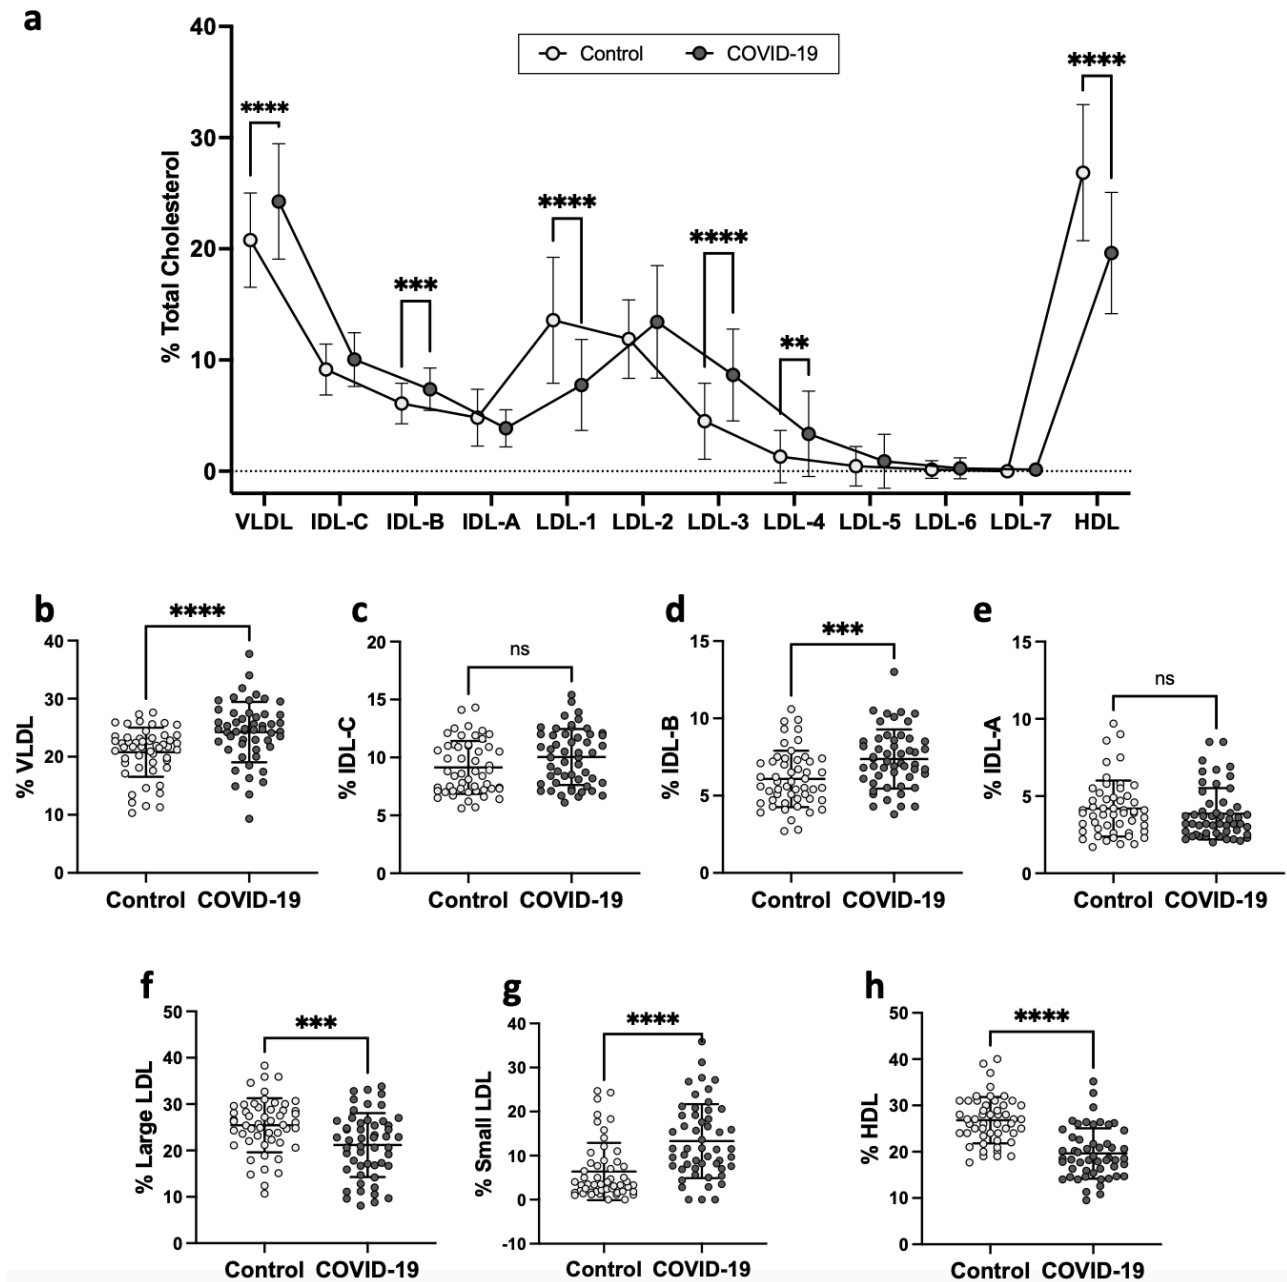 a
40
30
20
10
0
% Total Cholesterol
Control COVID-19
****
***
****
****
**
****
VLDL IDL-C IDL-B IDL-A LDL-1 LDL-2 LDL-3 LDL-4 LDL-5 LDL-6 LDL-7 HDL
b
****
40
30
20
10
0
% VLDL
Control COVID-19
c
ns
20
15
10
5
0
% IDL-C
Control COVID-19
d
***
15
10
5
0
% IDL-B
Control COVID-19
e
ns
15
10
5
0
% IDL-A
Control COVID-19
f
***
50
40
30
20
10
0
% Large LDL
Control COVID-19
g
****
40
30
20
10
0
-10
% Small LDL
Control COVID-19
h
****
50
40
30
20
10
0
% HDL
Control COVID-19